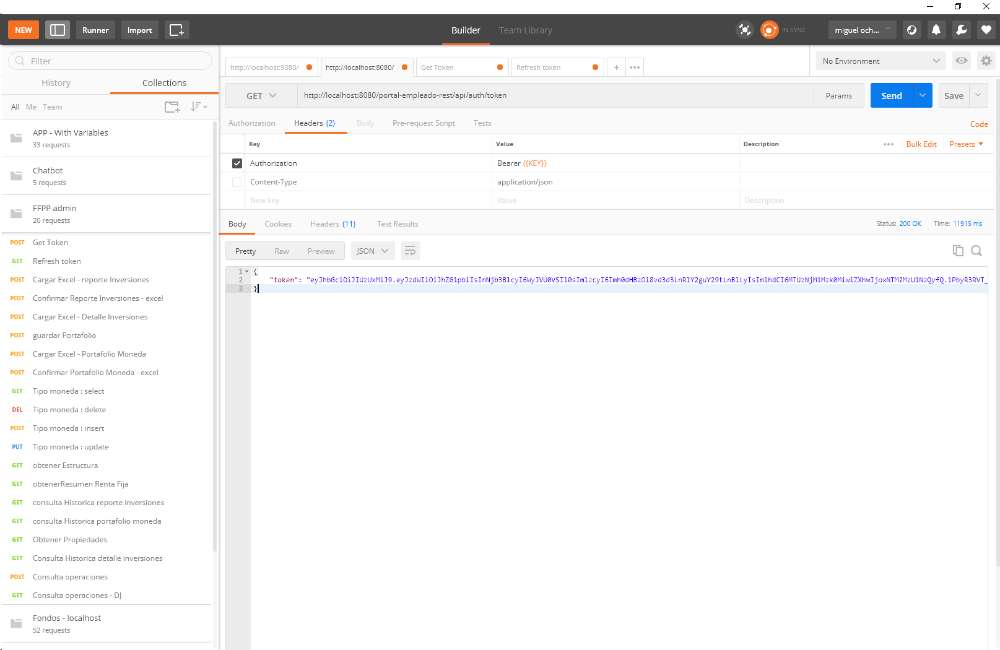 NEW Runner Import Builder Team Library IN SYNC miguel och...
Filter
History Collections
All Me Team
APP - With Variables
33 requests
Chatbot
5 requests
FFPP admin
20 requests
POST Get Token
GET Refresh token
POST Cargar Excel - reporte Inversiones
POST Confirmar Reporte Inversiones - excel
POST Cargar Excel - Detalle Inversiones
POST guardar Portafolio
POST Cargar Excel - Portafolio Moneda
POST Confirmar Portafolio Moneda - excel
GET Tipo moneda : select
DEL Tipo moneda : delete
POST Tipo moneda : insert
PUT Tipo moneda : update
GET obtener Estructura
GET obtenerResumen Renta Fija
GET consulta Historica reporte inversiones
GET consulta Historica portafolio moneda
GET Obtener Propiedades
GET Consulta Historica detalle inversiones
POST Consulta operaciones
GET Consulta operaciones - DJ
Fondos - localhost
52 requests
http://localhost:9080/ http://localhost:8080/ Get Token Refresh token + ••• No Environment
GET http://localhost:8080/portal-empleado-rest/api/auth/token Params Send Save
Authorization Headers (2) Body Pre-request Script Tests Code
Key Value Description ••• Bulk Edit Presets
Authorization Bearer {{KEY}}
Content-Type application/json
New key Value Description
Body Cookies Headers (11) Test Results Status: 200 OK Time: 11915 ms
Pretty Raw Preview JSON
1 {
2 "token": "eyJhbGciOiJIUzUxMiJ9.eyJzdWIiOiJhZG1pbiIsInNjb3BlcyI6WyJVU0VSIl0sImlzcyI6Imh0dHBzOi8vd3d3LnRlY2guY29tLnBlLyIsImlhdCI6MTUzNjM1Mzk0MiwiZXhwIjoxNTM2MzU1NzQyfQ.1PbyR3RVT_
3 }